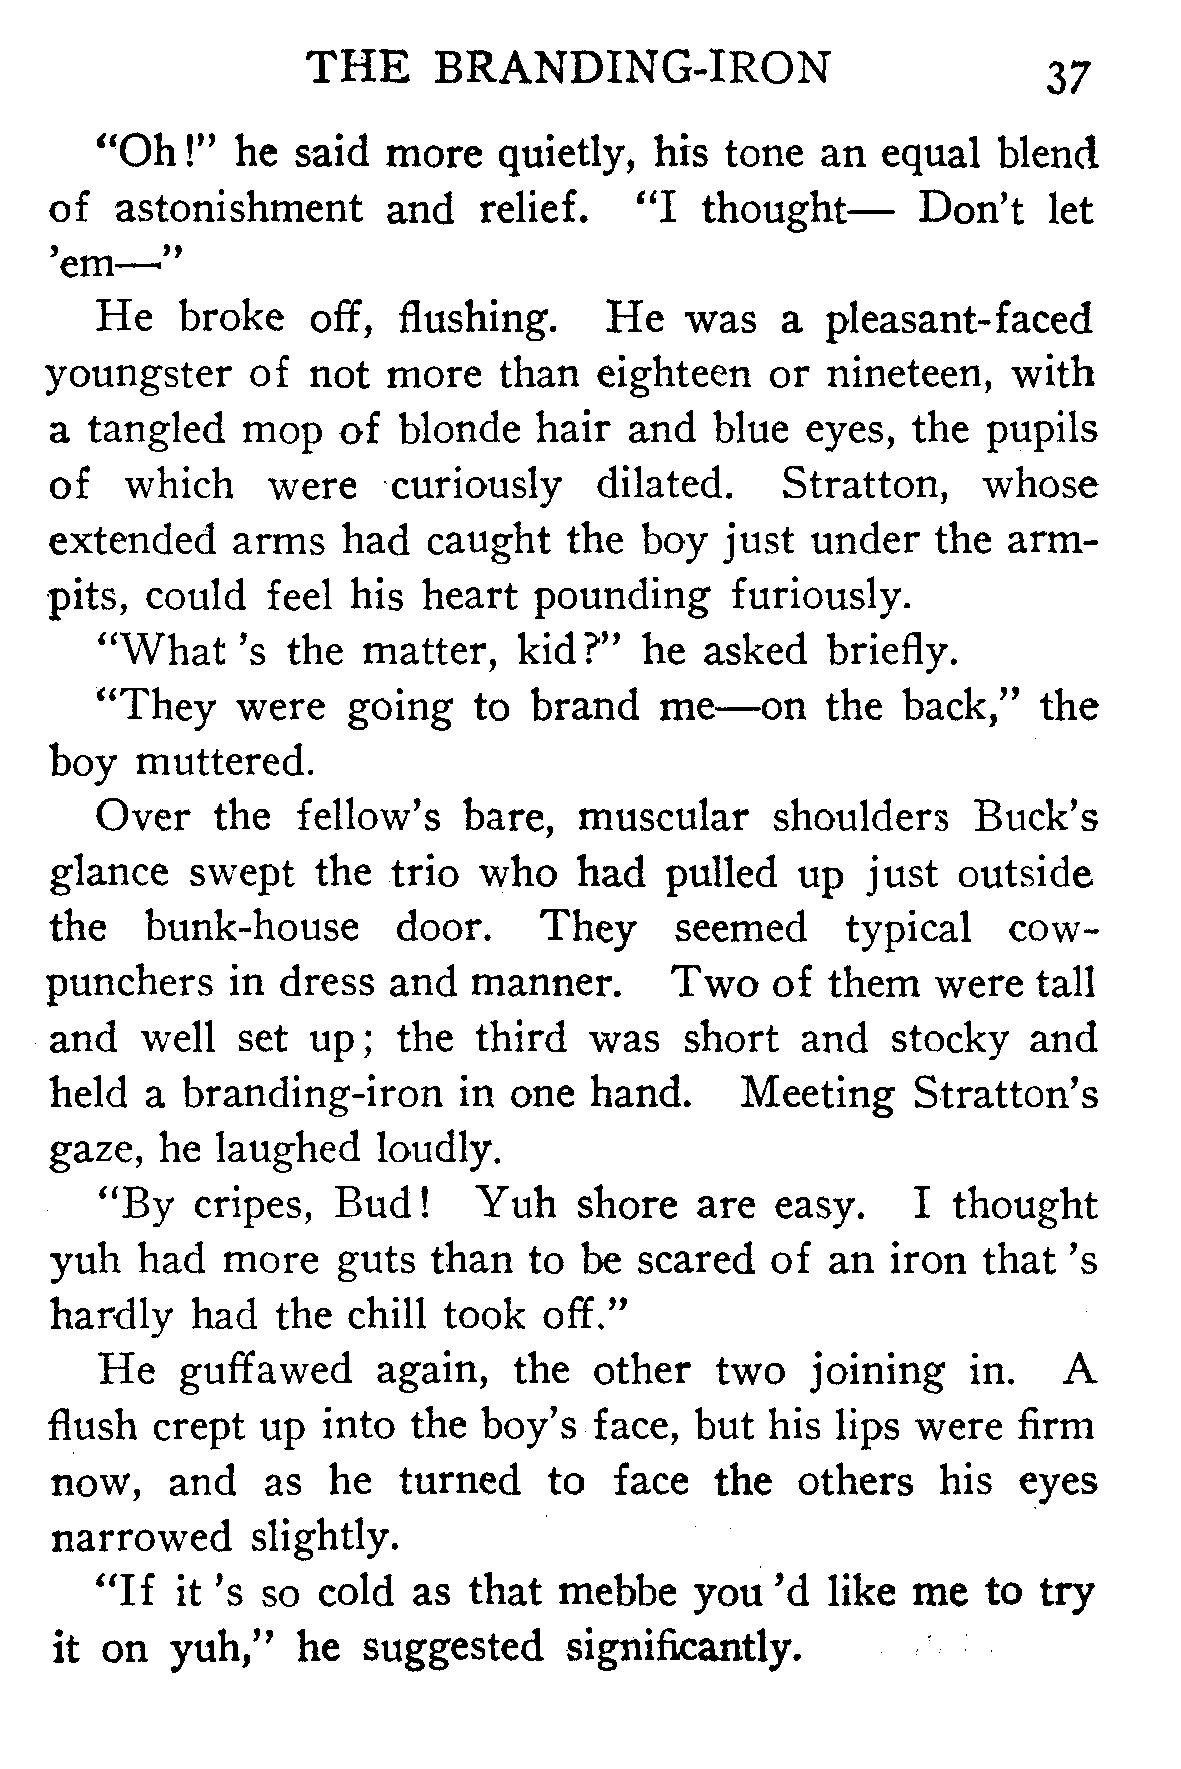 THE BRANDING-IRON 37
"Oh!" he said more quietly, his tone an equal blend
of astonishment and relief. "I thought— Don't let
'em—"
He broke off, flushing. He was a pleasant-faced
youngster of not more than eighteen or nineteen, with
a tangled mop of blonde hair and blue eyes, the pupils
of which were curiously dilated. Stratton, whose
extended arms had caught the boy just under the arm-
pits, could feel his heart pounding furiously.
"What 's the matter, kid?" he asked briefly.
"They were going to brand me—on the back," the
boy muttered.
Over the fellow's bare, muscular shoulders Buck's
glance swept the trio who had pulled up just outside
the bunk-house door. They seemed typical cow-
punchers in dress and manner. Two of them were tall
and well set up; the third was short and stocky and
held a branding-iron in one hand. Meeting Stratton's
gaze, he laughed loudly.
"By cripes, Bud! Yuh shore are easy. I thought
yuh had more guts than to be scared of an iron that 's
hardly had the chill took off."
He guffawed again, the other two joining in. A
flush crept up into the boy's face, but his lips were firm
now, and as he turned to face the others his eyes
narrowed slightly.
"If it 's so cold as that mebbe you 'd like me to try
it on yuh," he suggested significantly.